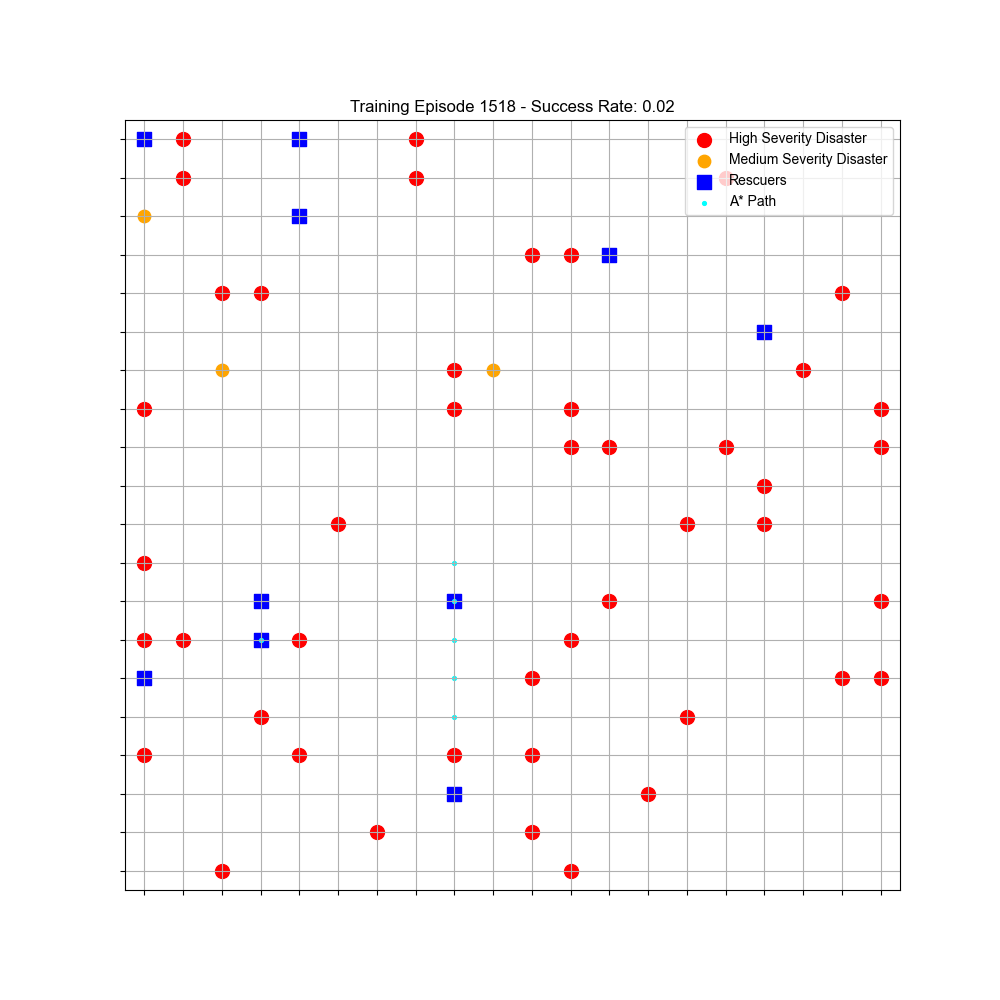 Training Episode 1518 - Success Rate: 0.02
High Severity Disaster
Medium Severity Disaster
Rescuers
A* Path